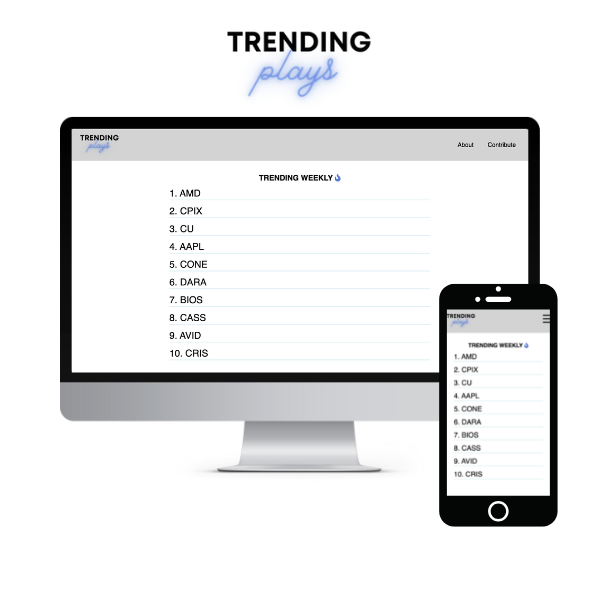 TRENDING
plays
TRENDING
plays
About Contribute
TRENDING WEEKLY
1. AMD
2. CPIX
3. CU
4. AAPL
5. CONE
6. DARA
7. BIOS
8. CASS
9. AVID
10. CRIS
TRENDING
plays
TRENDING WEEKLY
1. AMD
2. CPIX
3. CU
4. AAPL
5. CONE
6. DARA
7. BIOS
8. CASS
9. AVID
10. CRIS